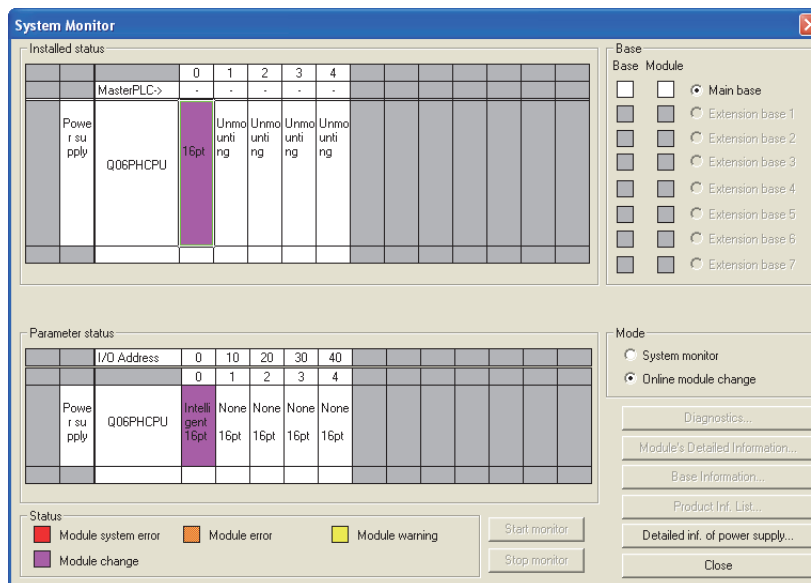 System Monitor
Installed status
0 1 2 3 4
MasterPLC-> - - - - -
Powe
r su
pply
Q06PHCPU
16pt
Unmo
unti
ng
Unmo
unti
ng
Unmo
unti
ng
Unmo
unti
ng
Base
Base Module
Main base
Extension base 1
Extension base 2
Extension base 3
Extension base 4
Extension base 5
Extension base 6
Extension base 7
Parameter status
I/O Address 0 10 20 30 40
0 1 2 3 4
Powe
r su
pply
Q06PHCPU
Intelli
gent
16pt
None
16pt
None
16pt
None
16pt
None
16pt
Mode
System monitor
Online module change
Diagnostics...
Module's Detailed Information...
Base Information...
Product Inf. List...
Detailed inf. of power supply...
Close
Status
Module system error
Module error
Module warning
Module change
Start monitor
Stop monitor